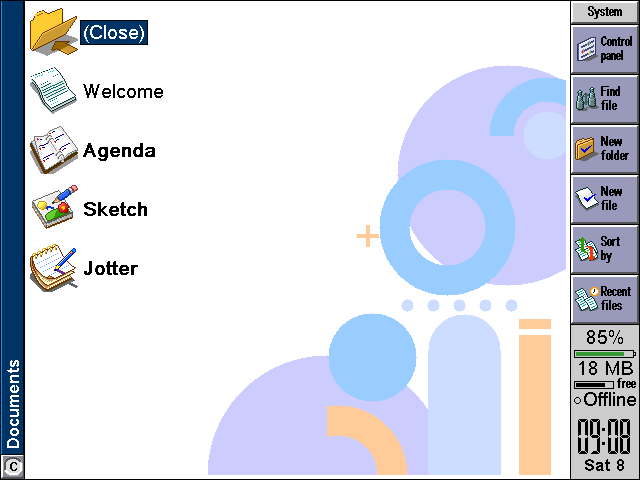 (Close)
Welcome
Agenda
Sketch
Jotter
Documents
C
System
Control
panel
Find
file
New
folder
New
file
Sort
by
Recent
files
85%
18 MB
free
Offline
09:08
Sat 8